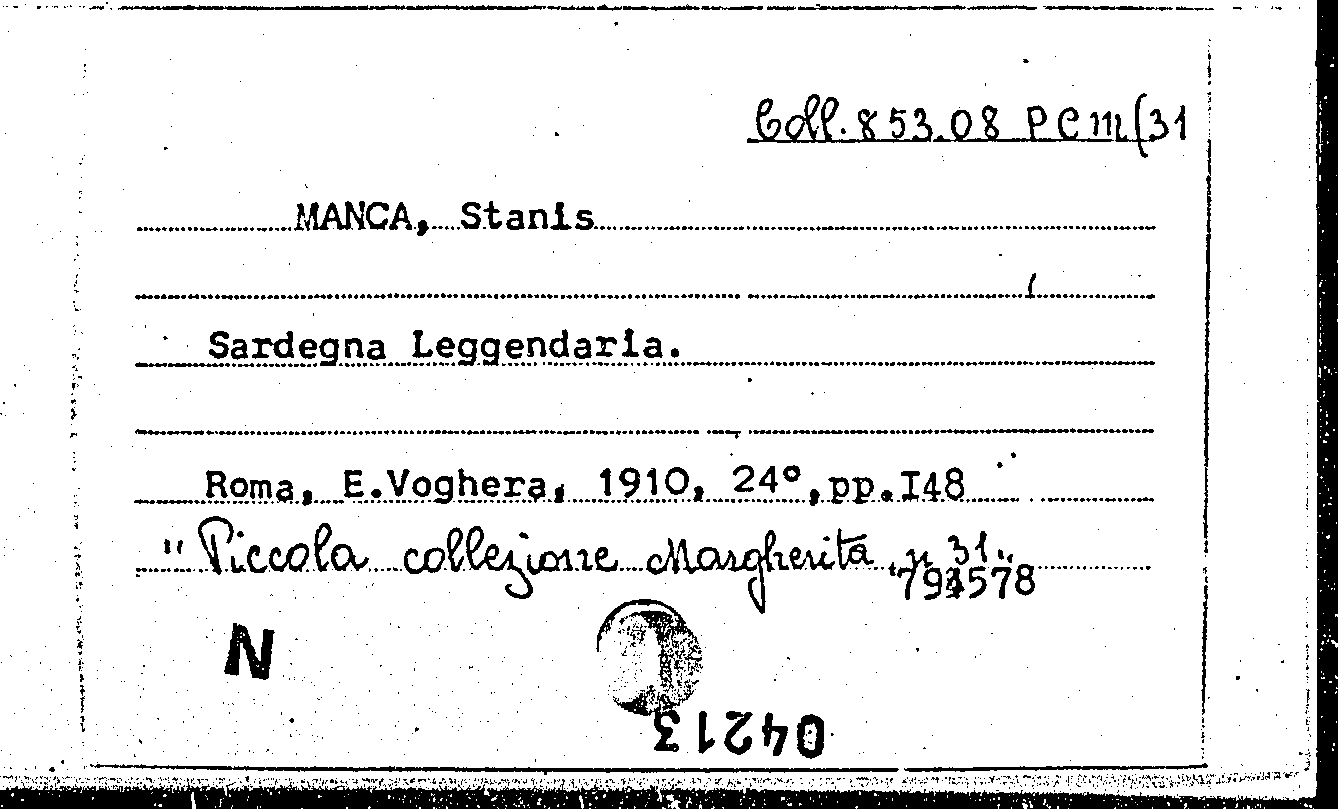 Coll. 853.08 PCM/31
MANCA, Stanis
Sardegna Leggendaria.
Roma, E.Voghera, 1910, 24°, pp.I48
"Piccola collezione Margherita, n 31"
N
04213